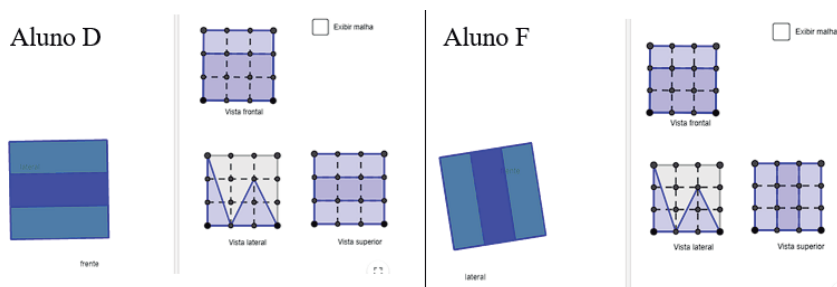 Aluno D
Exibir malha
Vista frontal
Vista lateral
Vista superior
frente
Aluno F
Exibir malha
Vista frontal
Vista lateral
Vista superior
lateral